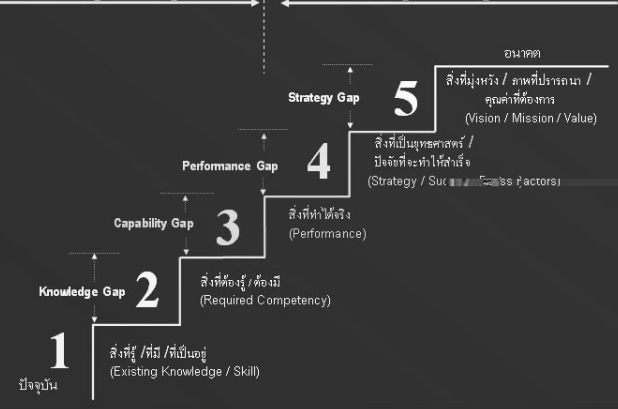 อนาคต
สิ่งที่มุ่งหวัง / ภาพที่ปรารถนา /
คุณค่าที่ต้องการ
(Vision / Mission / Value)
Strategy Gap
5
สิ่งที่เป็นยุทธศาสตร์ /
ปัจจัยที่จะทำให้สำเร็จ
(Strategy / actors)
Performance Gap
4
สิ่งที่ทำได้จริง
(Performance)
Capability Gap
3
สิ่งที่ต้องรู้ / ต้องมี
(Required Competency)
Knowledge Gap
2
1
ปัจจุบัน
สิ่งที่รู้ /ที่มี /ที่เป็นอยู่
(Existing Knowledge / Skill)